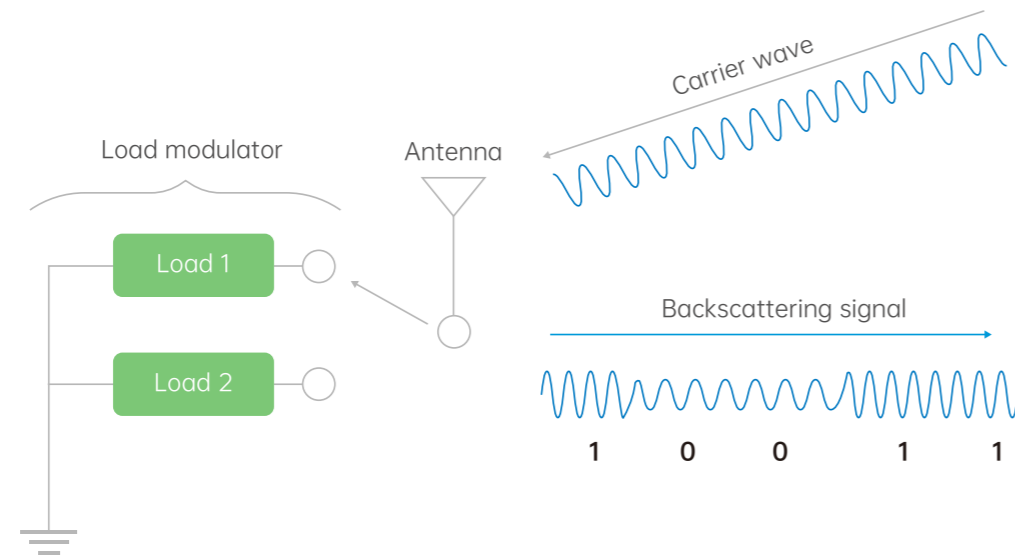 Carrier wave
Load modulator
Antenna
Load 1
Backscattering signal
Load 2
1 0 0 1 1